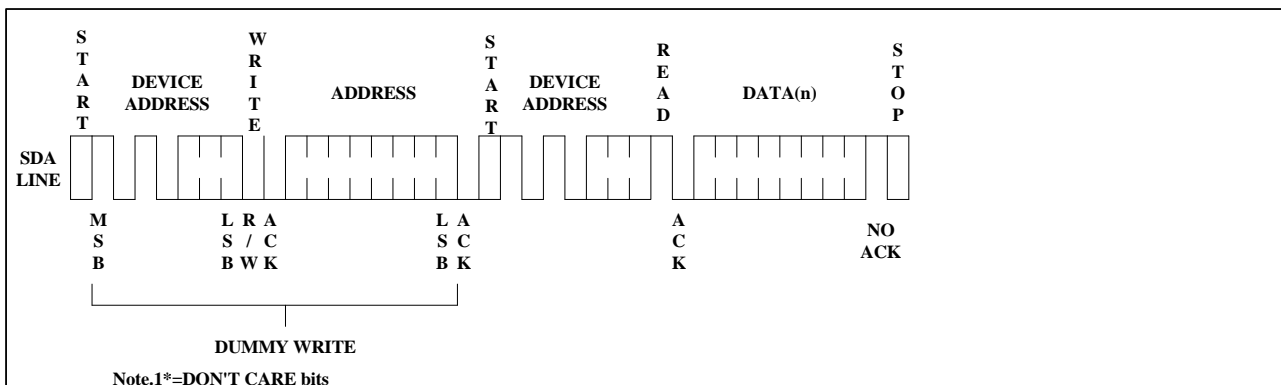 START
DEVICE
ADDRESS
WRITE
ADDRESS
START
DEVICE
ADDRESS
READ
DATA(n)
STOP
SDA
LINE
MSB
LSB
R/W
ACK
LSB
ACK
ACK
NO
ACK
DUMMY WRITE
Note.1*=DON'T CARE bits